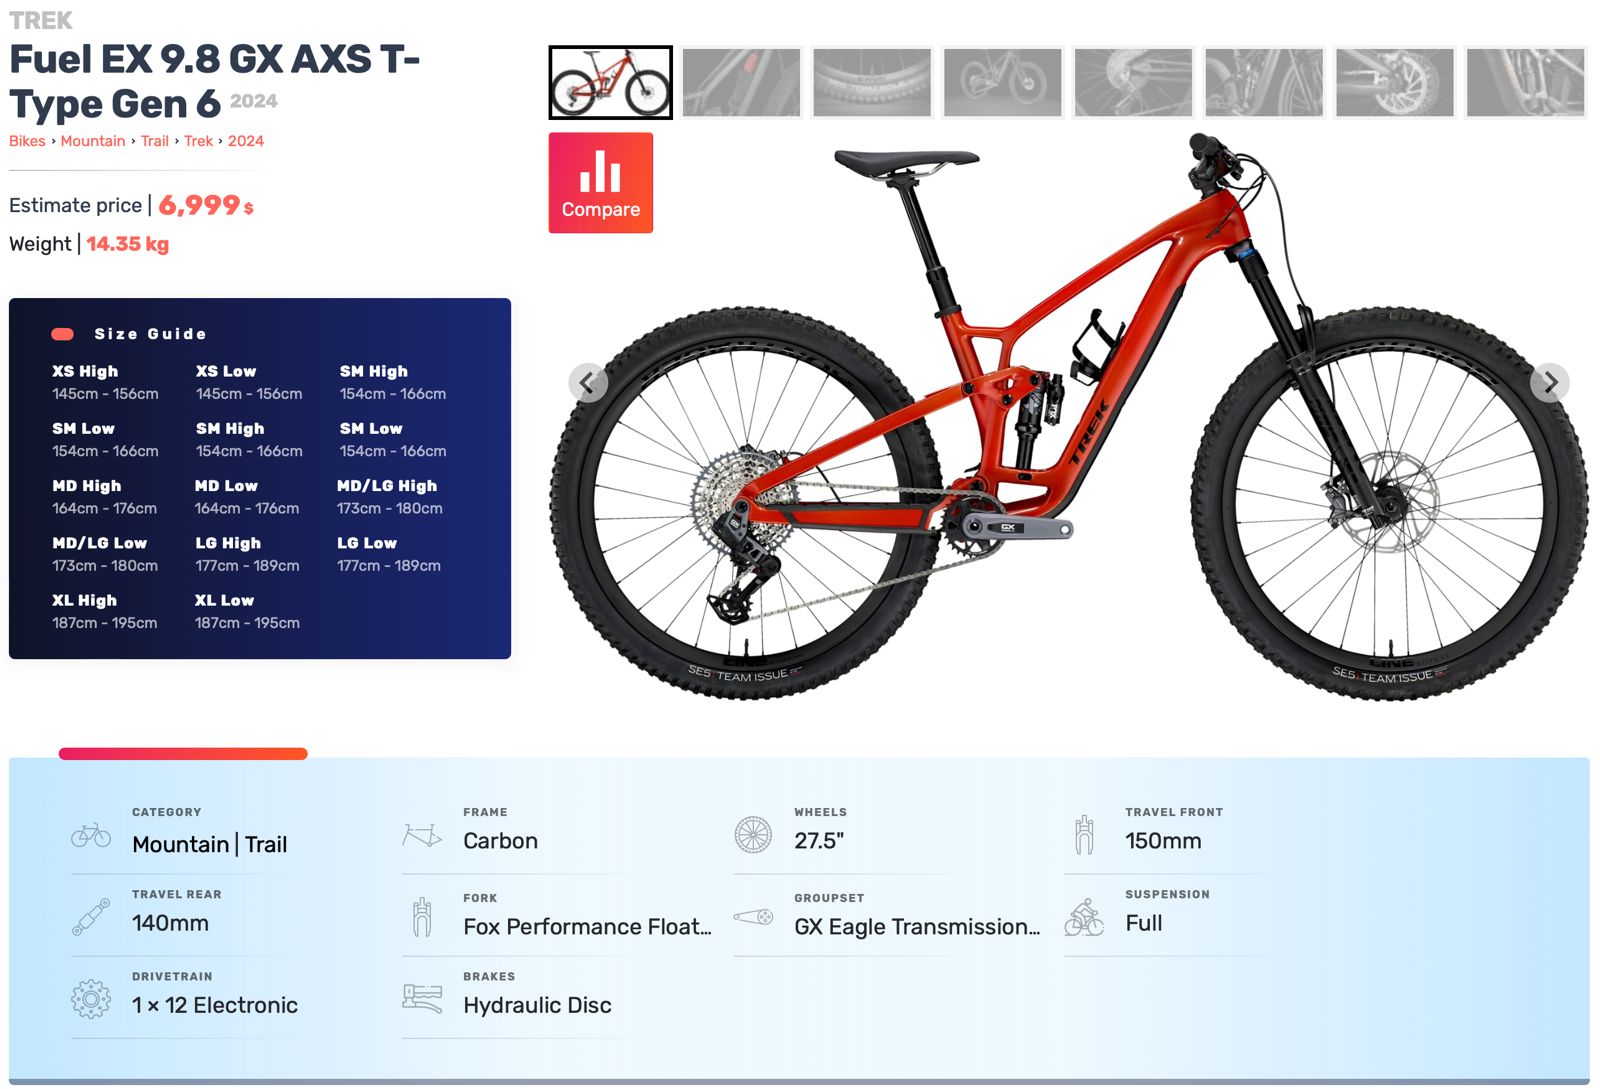 TREK
Fuel EX 9.8 GX AXS T-
Type Gen 6 2024
Bikes › Mountain › Trail › Trek › 2024
Estimate price | 6,999 $
Weight | 14.35 kg
Compare
Size Guide
XS High XS Low SM High
145cm - 156cm 145cm - 156cm 154cm - 166cm
SM Low SM High SM Low
154cm - 166cm 154cm - 166cm 154cm - 166cm
MD High MD Low MD/LG High
164cm - 176cm 164cm - 176cm 173cm - 180cm
MD/LG Low LG High LG Low
173cm - 180cm 177cm - 189cm 177cm - 189cm
XL High XL Low
187cm - 195cm 187cm - 195cm
TREK
FOX
GX
GX
LINE
SE5 TEAM ISSUE
LINE
SE5 TEAM ISSUE
CATEGORY FRAME WHEELS TRAVEL FRONT
Mountain | Trail Carbon 27.5" 150mm
TRAVEL REAR FORK GROUPSET SUSPENSION
140mm Fox Performance Float... GX Eagle Transmission... Full
DRIVETRAIN BRAKES
1 × 12 Electronic Hydraulic Disc